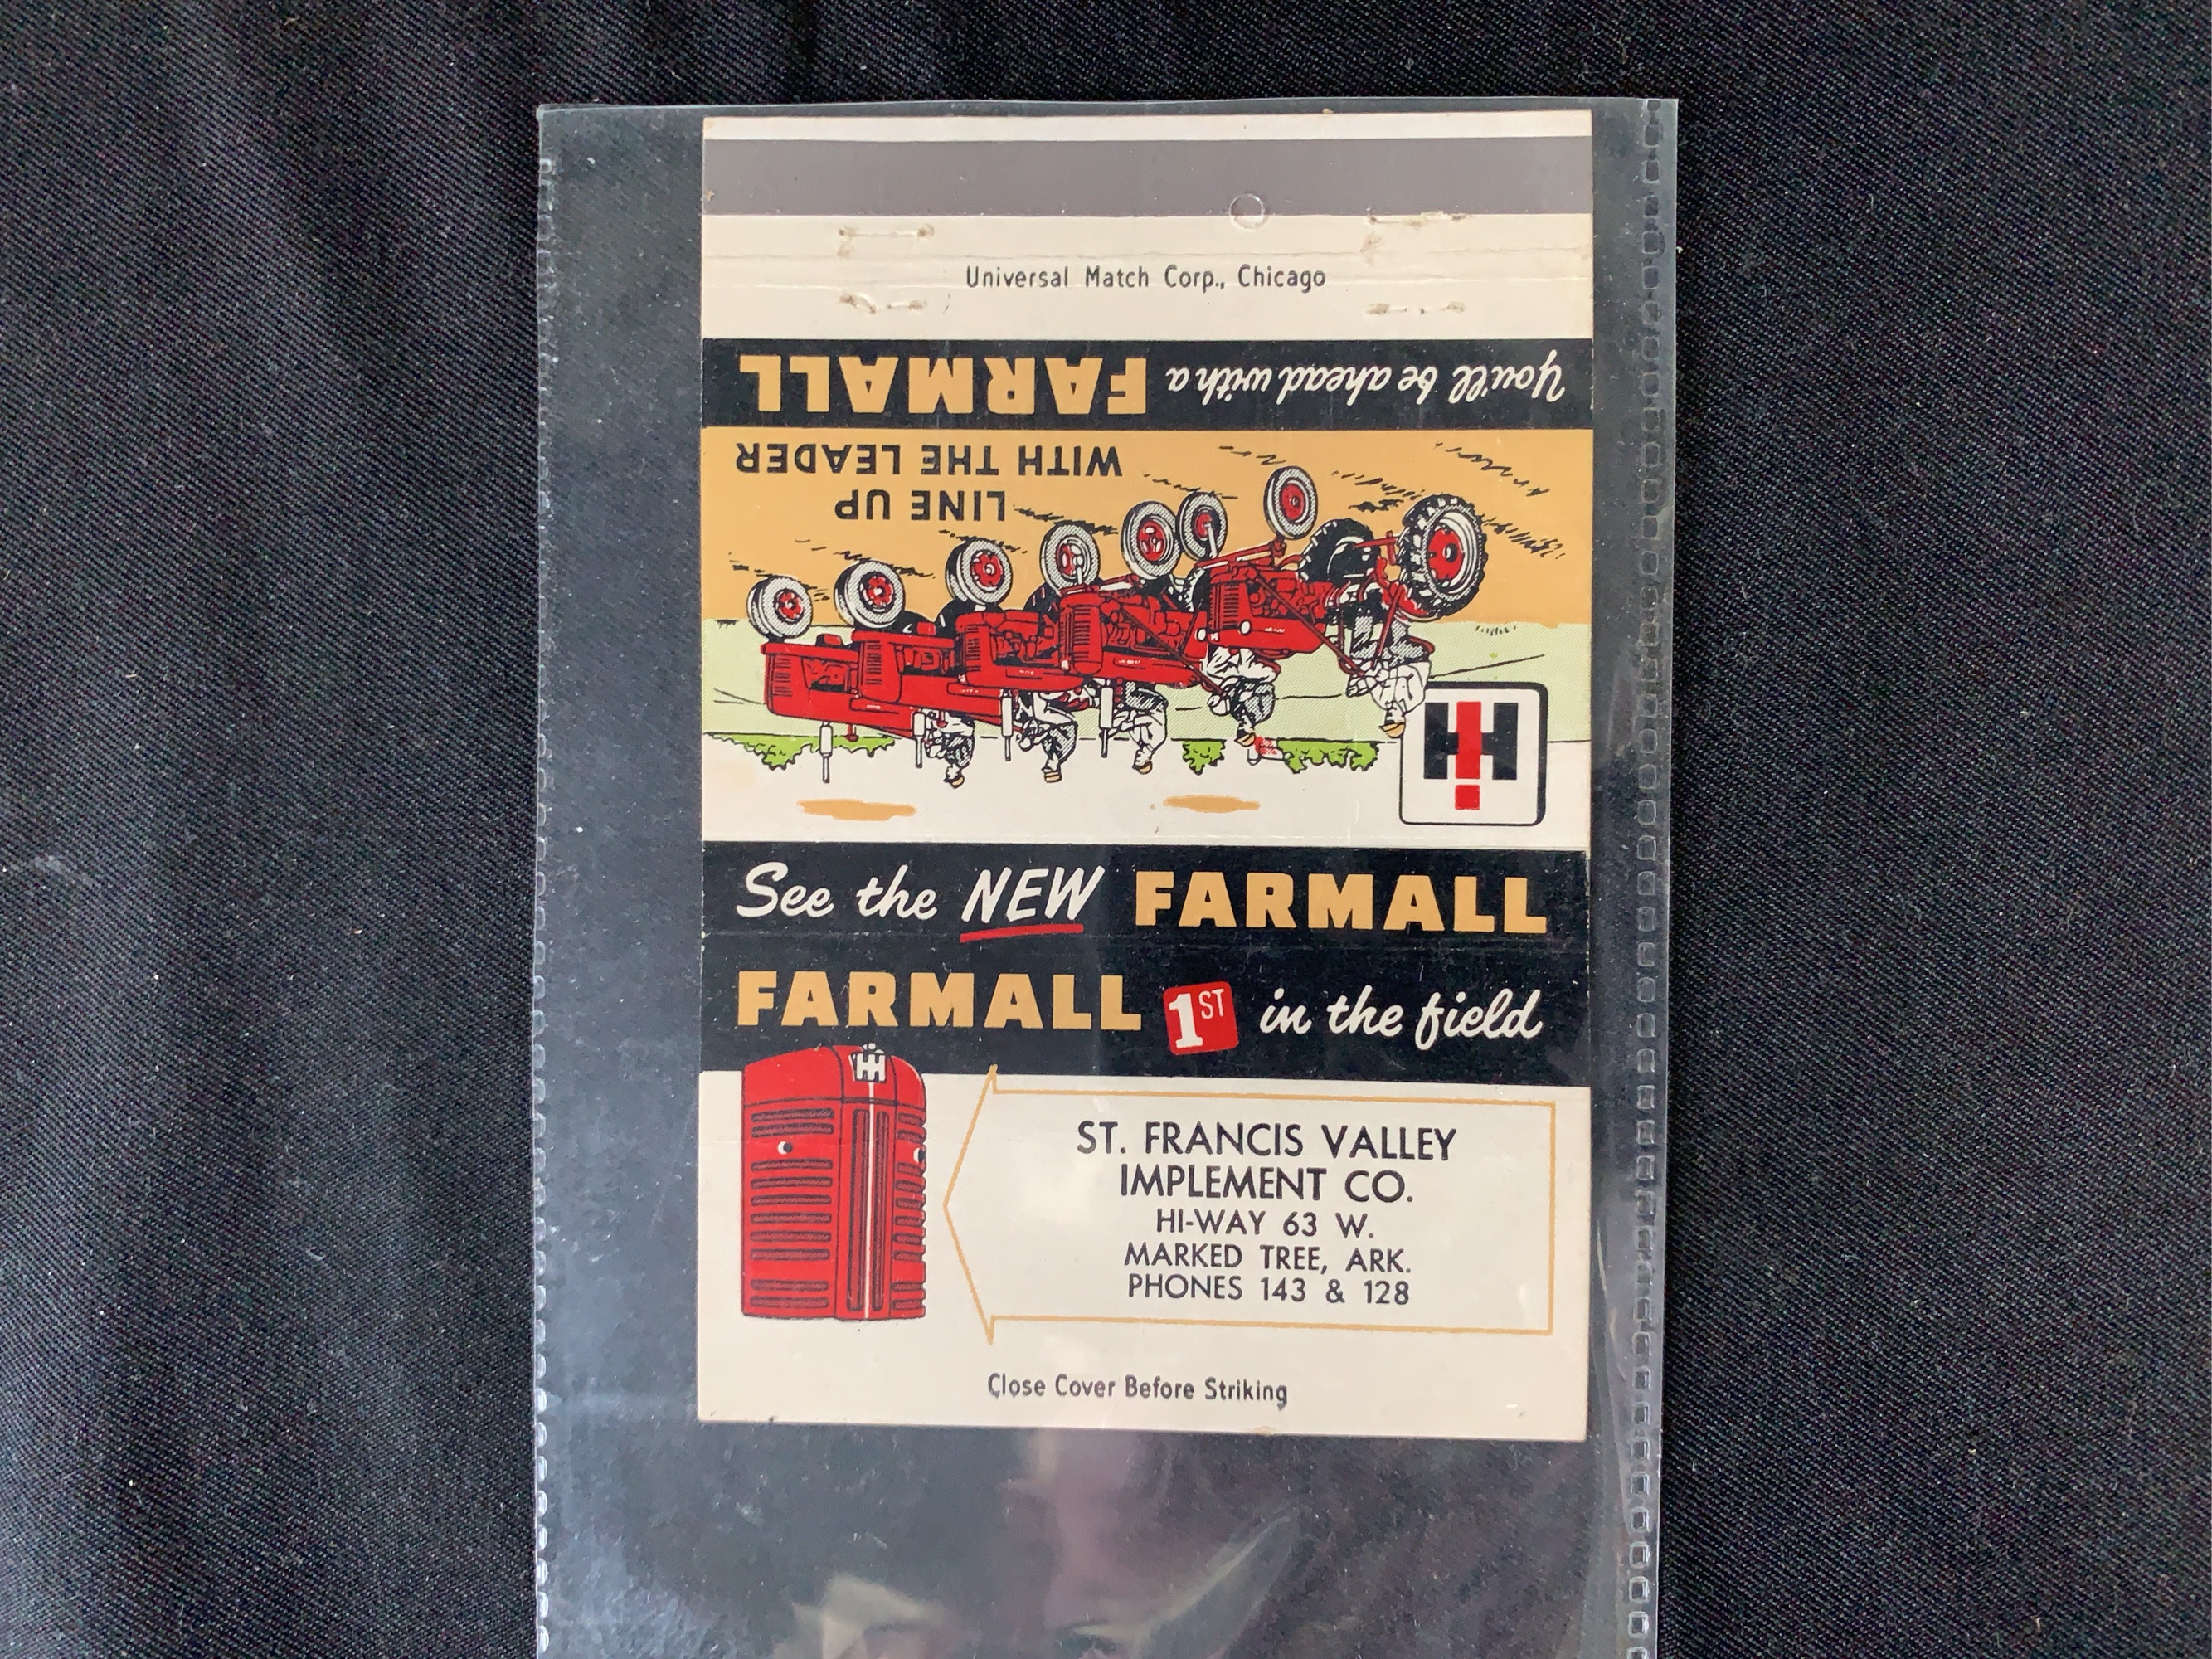 Universal Match Corp., Chicago
You'll be ahead with a FARMALL
LINE UP
WITH THE LEADER
IH
See the NEW FARMALL
FARMALL 1ST in the field
IH
ST. FRANCIS VALLEY
IMPLEMENT CO.
HI-WAY 63 W.
MARKED TREE, ARK.
PHONES 143 & 128
Close Cover Before Striking